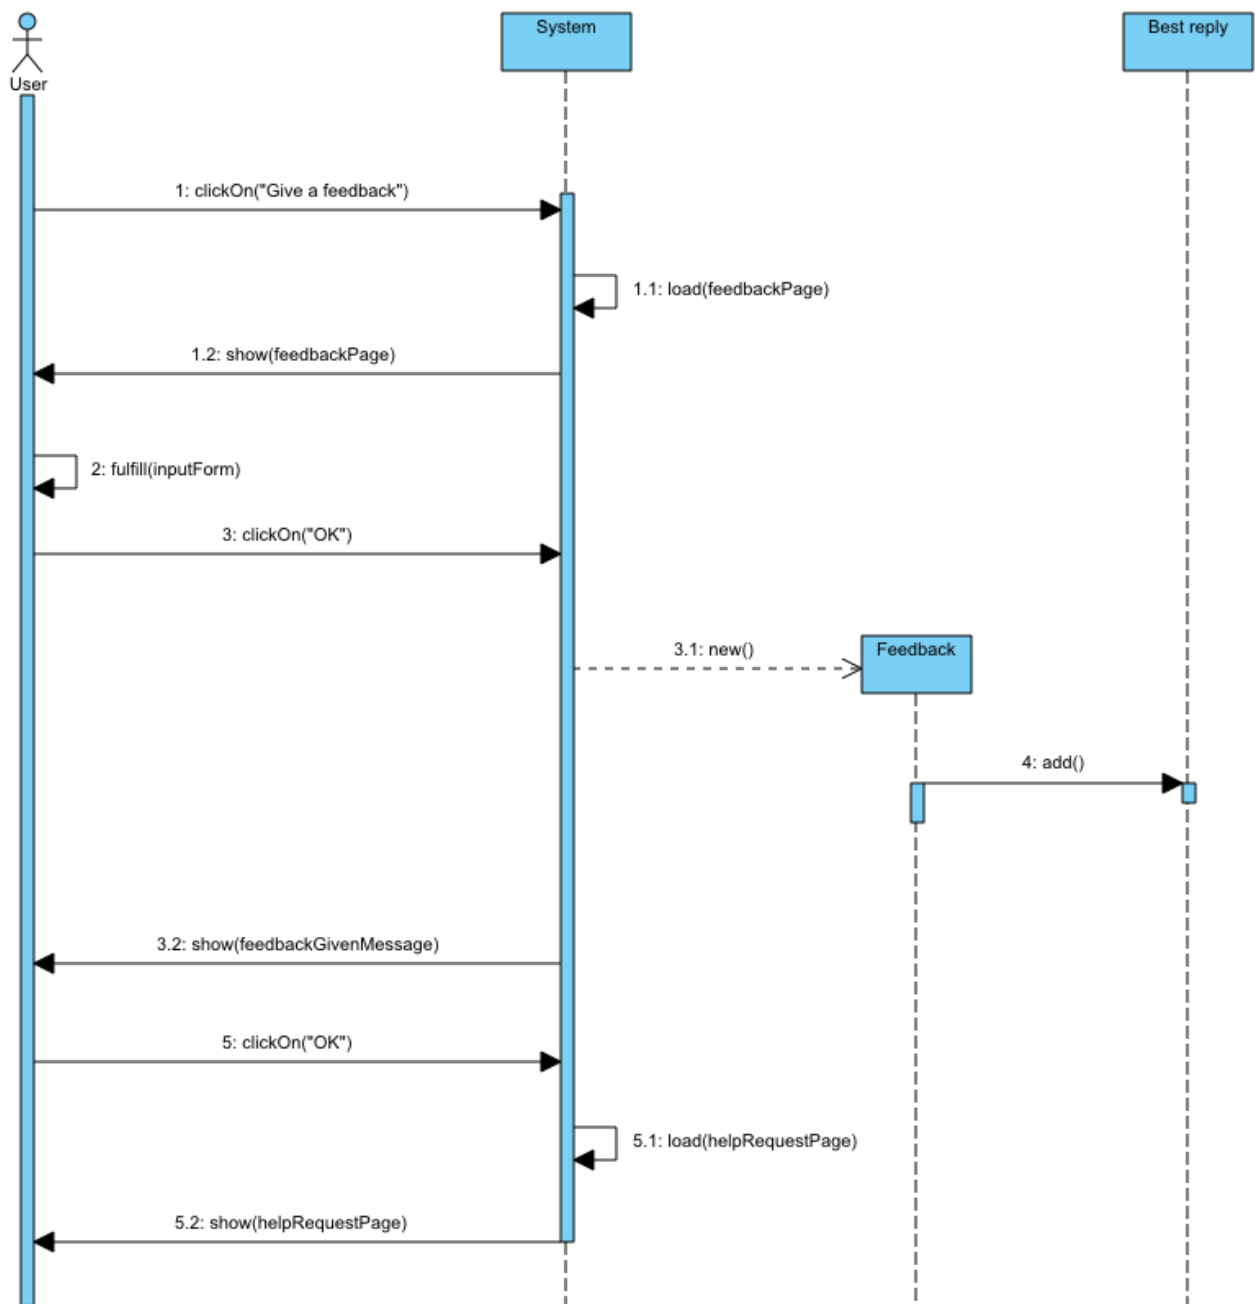 System
Best reply
User
1: clickOn("Give a feedback")
1.1: load(feedbackPage)
1.2: show(feedbackPage)
2: fulfill(inputForm)
3: clickOn("OK")
3.1: new()
Feedback
4: add()
3.2: show(feedbackGivenMessage)
5: clickOn("OK")
5.1: load(helpRequestPage)
5.2: show(helpRequestPage)